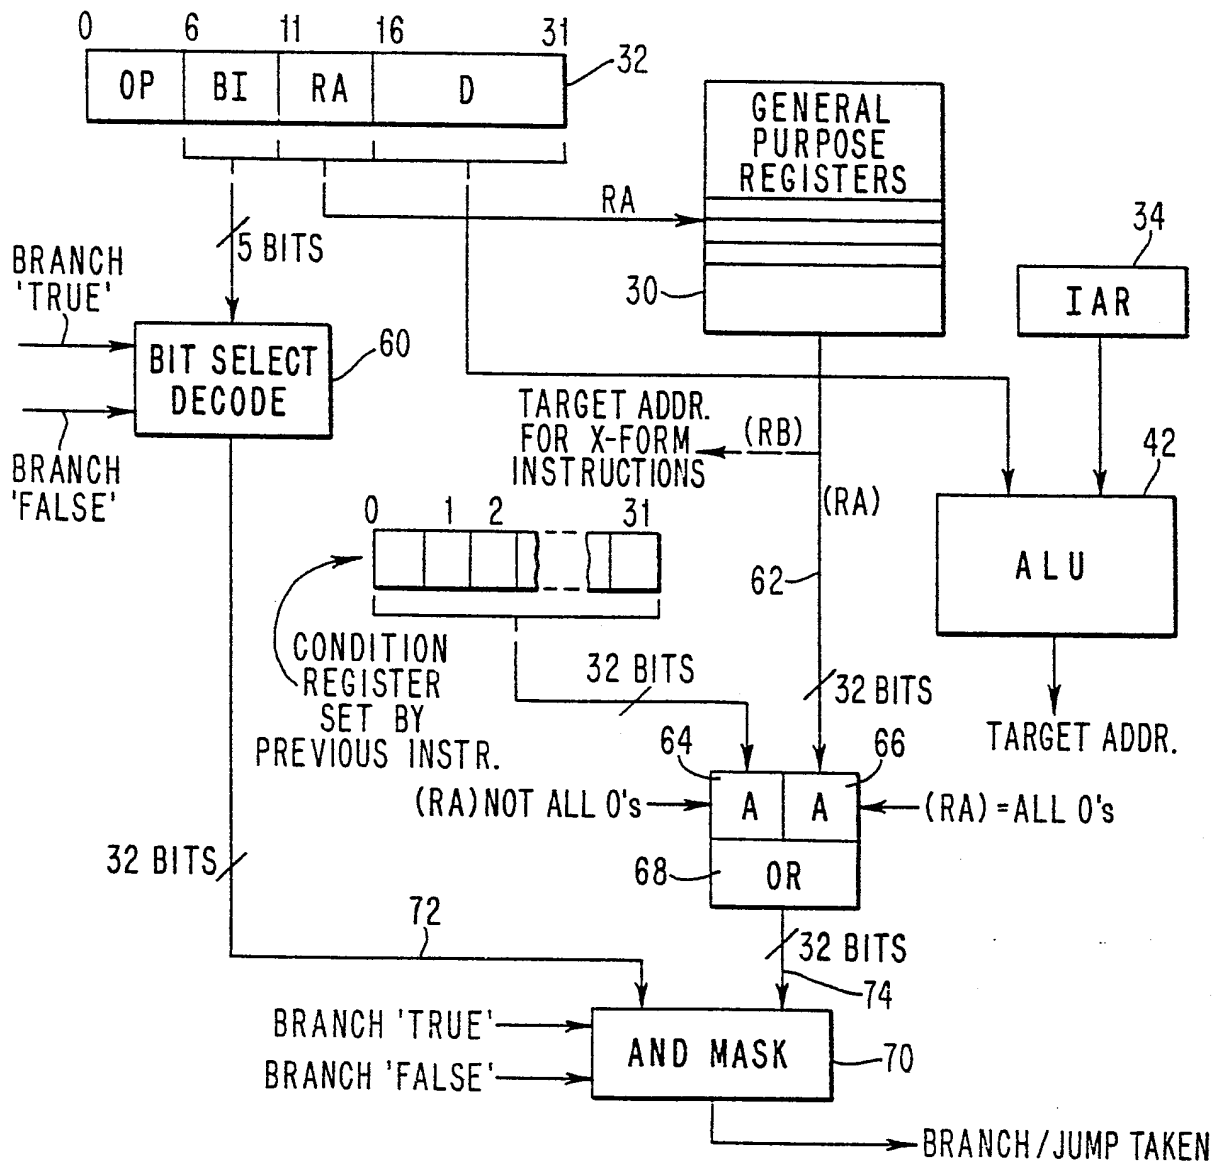 0 6 11 16 31
OP BI RA D
32
GENERAL
PURPOSE
REGISTERS
RA
5 BITS
BRANCH
'TRUE'
30
34
IAR
BIT SELECT
DECODE
60
BRANCH
'FALSE'
TARGET ADDR.
FOR X-FORM
INSTRUCTIONS
(RB)
(RA)
42
ALU
0 1 2 31
62
CONDITION
REGISTER
SET BY
PREVIOUS INSTR.
32 BITS
32 BITS
TARGET ADDR.
64
66
(RA) NOT ALL 0's
A A
(RA) = ALL 0's
68
OR
32 BITS
72
32 BITS
74
BRANCH 'TRUE'
BRANCH 'FALSE'
AND MASK
70
BRANCH/JUMP TAKEN